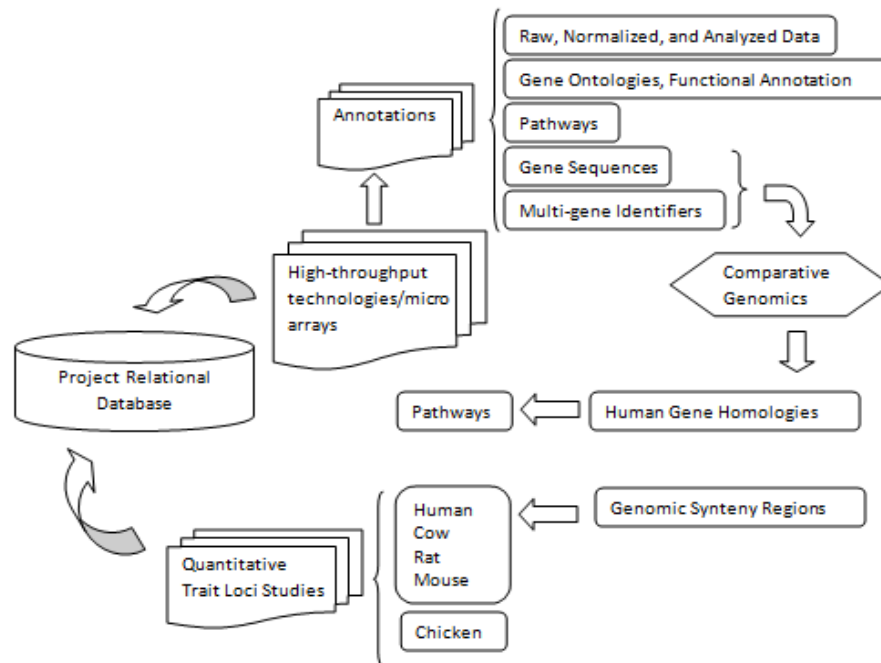 Raw, Normalized, and Analyzed Data
Gene Ontologies, Functional Annotation
Annotations
Pathways
Gene Sequences
Multi-gene Identifiers
High-throughput
technologies/micro
arrays
Comparative
Genomics
Project Relational
Database
Pathways
Human Gene Homologies
Human
Cow
Rat
Mouse
Genomic Synteny Regions
Quantitative
Trait Loci Studies
Chicken